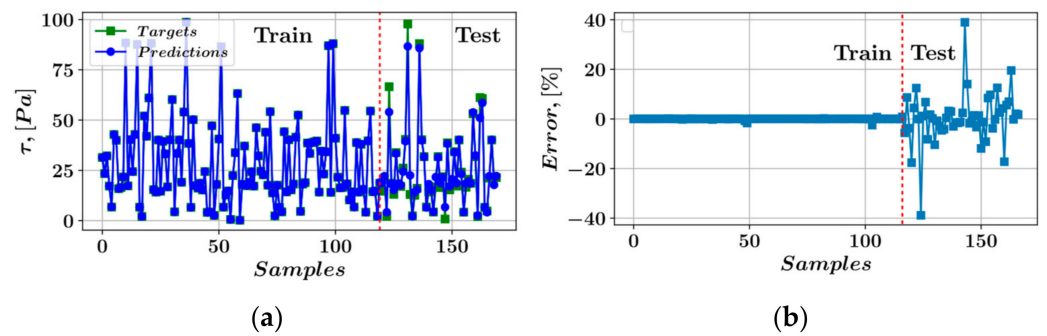 100
75
50
25
0
τ, [Pa]
Targets
Predictions
Train
Test
0
50
100
150
Samples
(a)
40
20
0
−20
−40
Error, [%]
Train
Test
0
50
100
150
Samples
(b)